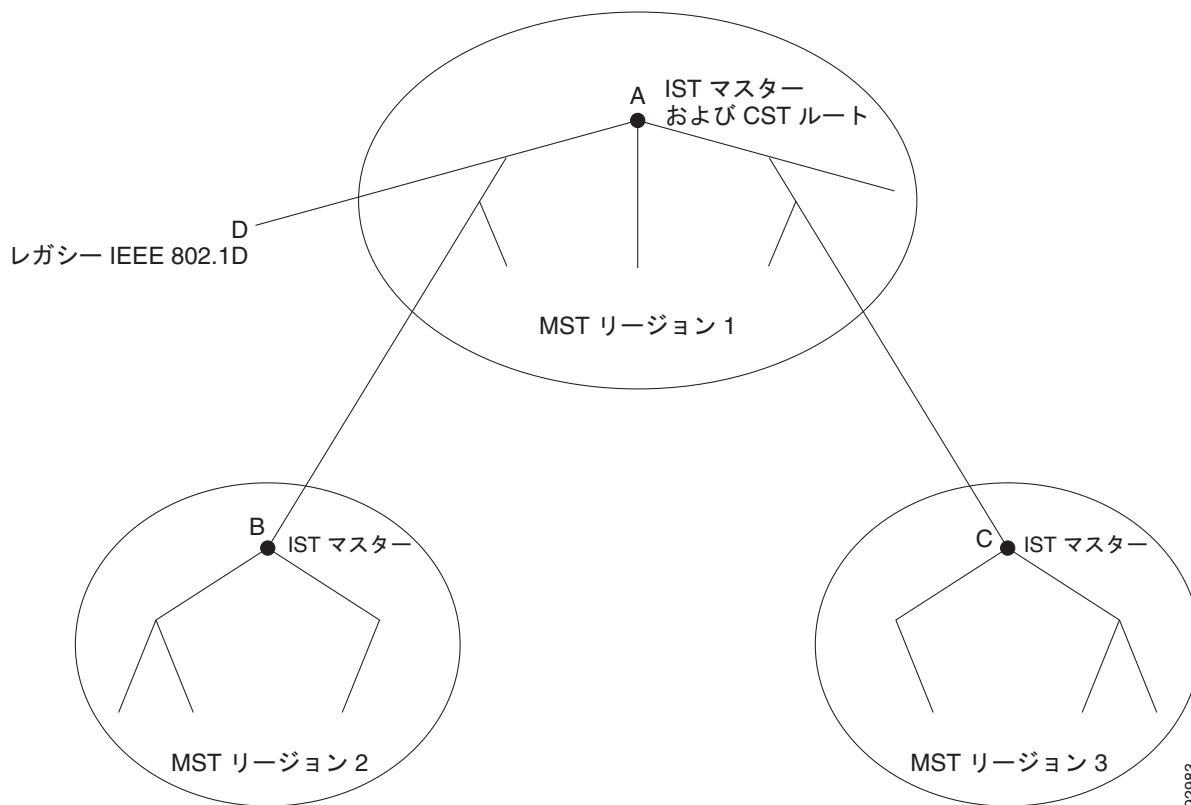 A
IST マスター
および CST ルート
D
レガシー IEEE 802.1D
MST リージョン 1
B
IST マスター
C
IST マスター
MST リージョン 2
MST リージョン 3